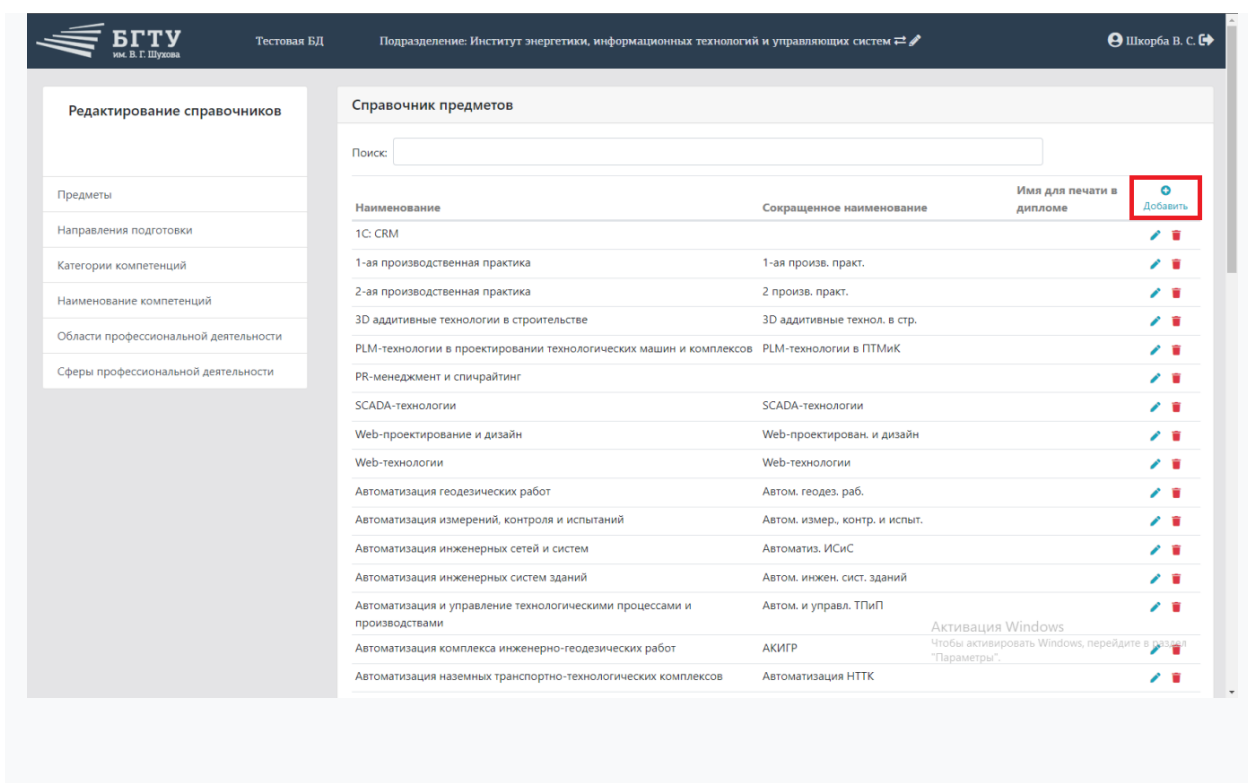 БГТУ
им. В. Г. Шухова
Тестовая БД
Подразделение: Институт энергетики, информационных технологий и управляющих систем
Шкорба В. С.
Редактирование справочников
Предметы
Направления подготовки
Категории компетенций
Наименование компетенций
Области профессиональной деятельности
Сферы профессиональной деятельности
Справочник предметов
Поиск:
Наименование Сокращенное наименование Имя для печати в дипломе Добавить
1С: CRM
1-ая производственная практика 1-ая произв. практ.
2-ая производственная практика 2 произв. практ.
3D аддитивные технологии в строительстве 3D аддитивные технол. в стр.
PLM-технологии в проектировании технологических машин и комплексов PLM-технологии в ПТМиК
PR-менеджмент и спичрайтинг
SCADA-технологии SCADA-технологии
Web-проектирование и дизайн Web-проектирован. и дизайн
Web-технологии Web-технологии
Автоматизация геодезических работ Автом. геодез. раб.
Автоматизация измерений, контроля и испытаний Автом. измер., контр. и испыт.
Автоматизация инженерных сетей и систем Автоматиз. ИСиС
Автоматизация инженерных систем зданий Автом. инжен. сист. зданий
Автоматизация и управление технологическими процессами и Автом. и управл. ТПиП
производствами
Автоматизация комплекса инженерно-геодезических работ АКИГР
Автоматизация наземных транспортно-технологических комплексов Автоматизация НТТК
Активация Windows
Чтобы активировать Windows, перейдите в раздел
"Параметры".